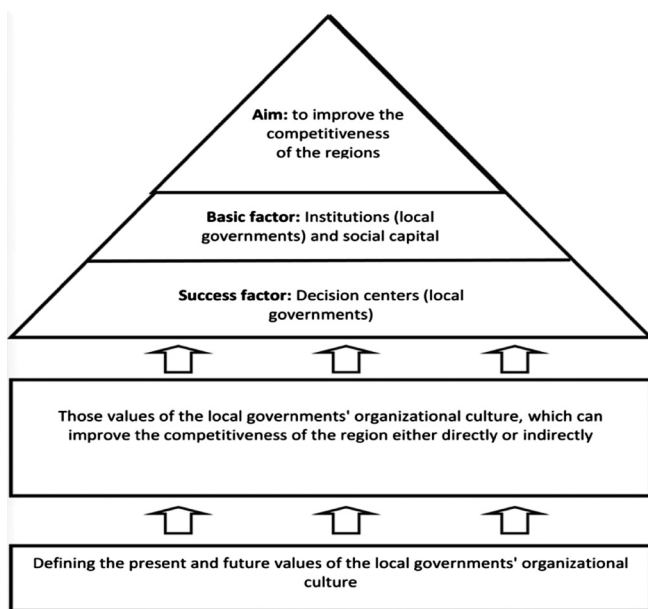 Aim: to improve the
competitiveness
of the regions
Basic factor: Institutions (local
governments) and social capital
Success factor: Decision centers (local
governments)
Those values of the local governments' organizational culture, which can
improve the competitiveness of the region either directly or indirectly
Defining the present and future values of the local governments' organizational
culture